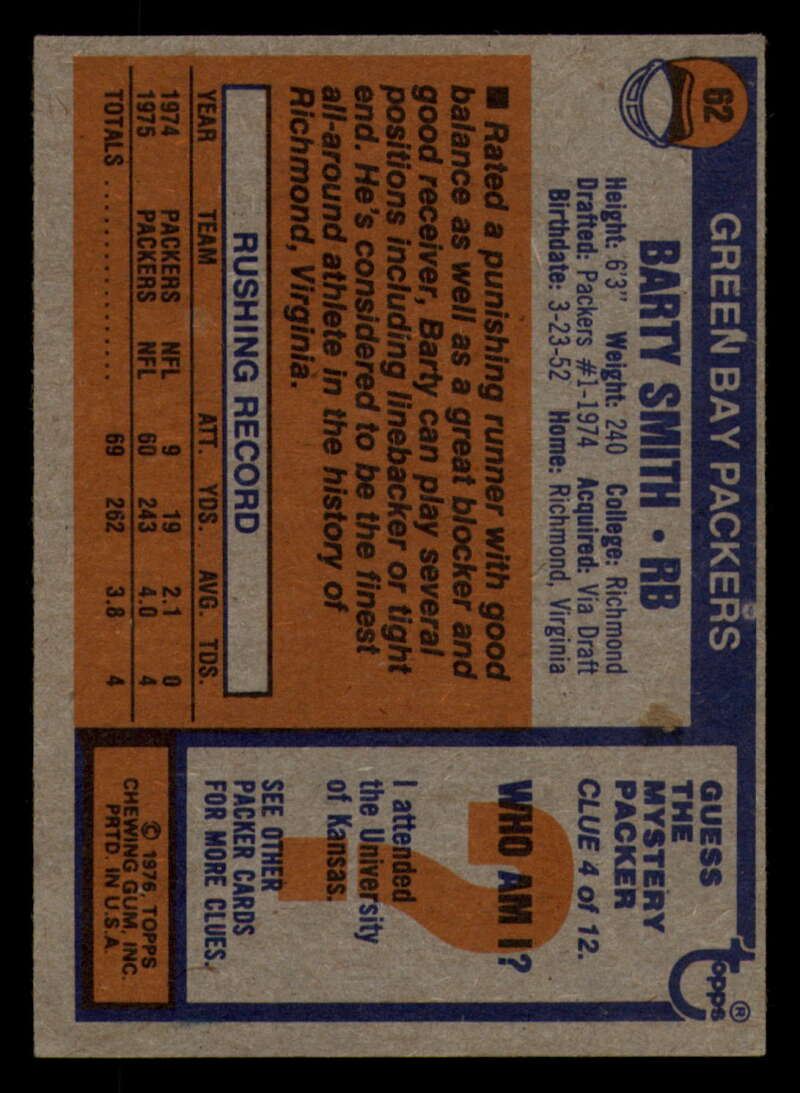 62
GREEN BAY PACKERS
BARTY SMITH • RB
Height: 6'3" Weight: 240 College: Richmond
Drafted: Packers #1-1974 Acquired: Via Draft
Birthdate: 3-23-52 Home: Richmond, Virginia
■ Rated a punishing runner with good
balance as well as a great blocker and
good receiver, Barty can play several
positions including linebacker or tight
end. He's considered to be the finest
all-around athlete in the history of
Richmond, Virginia.
RUSHING RECORD
YEAR TEAM ATT. YDS. AVG. TDS.
1974 PACKERS NFL 9 19 2.1 0
1975 PACKERS NFL 60 243 4.0 4
TOTALS .................. 69 262 3.8 4
topps®
GUESS
THE
MYSTERY
PACKER
CLUE 4 of 12.
?
WHO AM I?
I attended
the University
of Kansas.
SEE OTHER
PACKER CARDS
FOR MORE CLUES.
© 1976, TOPPS
CHEWING GUM, INC.
PRTD. IN U.S.A